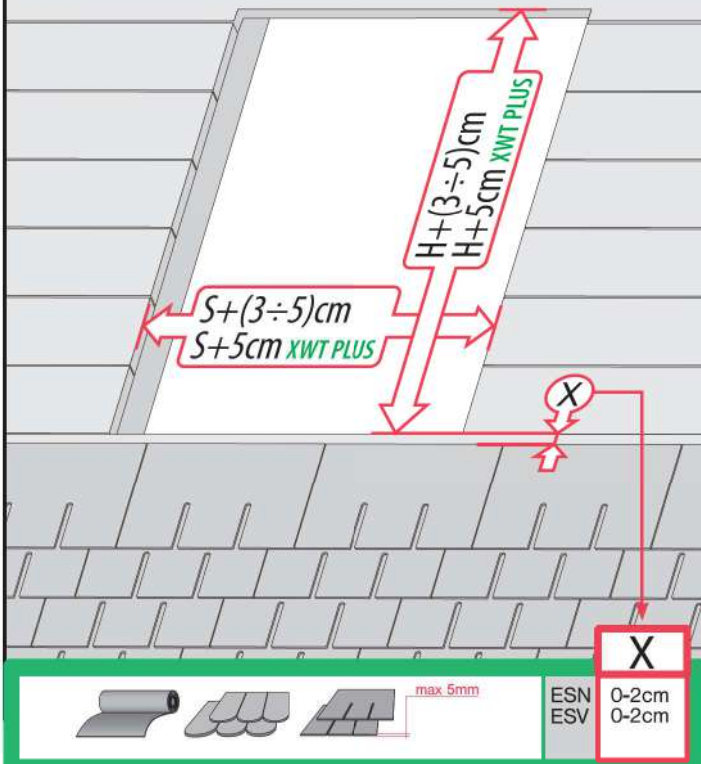 H+(3÷5)cm
H+5cm XWT PLUS
S+(3÷5)cm
S+5cm XWT PLUS
X
X
max 5mm
ESN 0-2cm
ESV 0-2cm